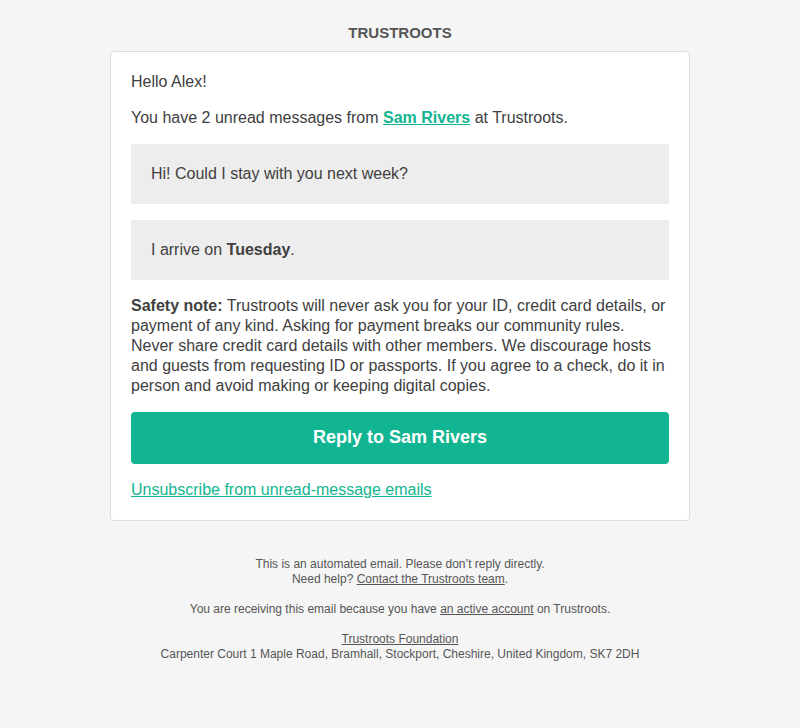 TRUSTROOTS
Hello Alex!
You have 2 unread messages from Sam Rivers at Trustroots.
Hi! Could I stay with you next week?
I arrive on Tuesday.
Safety note: Trustroots will never ask you for your ID, credit card details, or
payment of any kind. Asking for payment breaks our community rules.
Never share credit card details with other members. We discourage hosts
and guests from requesting ID or passports. If you agree to a check, do it in
person and avoid making or keeping digital copies.
Reply to Sam Rivers
Unsubscribe from unread-message emails
This is an automated email. Please don’t reply directly.
Need help? Contact the Trustroots team.
You are receiving this email because you have an active account on Trustroots.
Trustroots Foundation
Carpenter Court 1 Maple Road, Bramhall, Stockport, Cheshire, United Kingdom, SK7 2DH